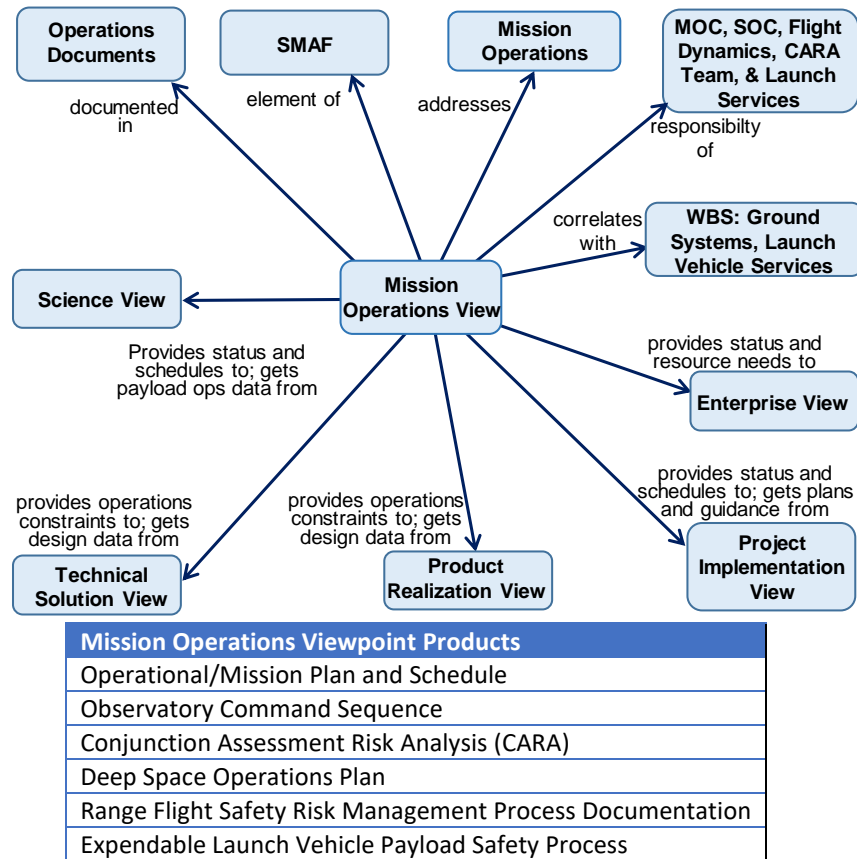 Operations
Documents
SMAF
Mission
Operations
MOC, SOC, Flight
Dynamics, CARA
Team, & Launch
Services
documented
in
element of
addresses
responsibilty
of
correlates
with
WBS: Ground
Systems, Launch
Vehicle Services
Mission
Operations View
Science View
Provides status and
schedules to; gets
payload ops data from
provides status and
resource needs to
Enterprise View
provides operations
constraints to; gets
design data from
provides operations
constraints to; gets
design data from
provides status and
schedules to; gets plans
and guidance from
Technical
Solution View
Product
Realization View
Project
Implementation
View
Mission Operations Viewpoint Products
Operational/Mission Plan and Schedule
Observatory Command Sequence
Conjunction Assessment Risk Analysis (CARA)
Deep Space Operations Plan
Range Flight Safety Risk Management Process Documentation
Expendable Launch Vehicle Payload Safety Process